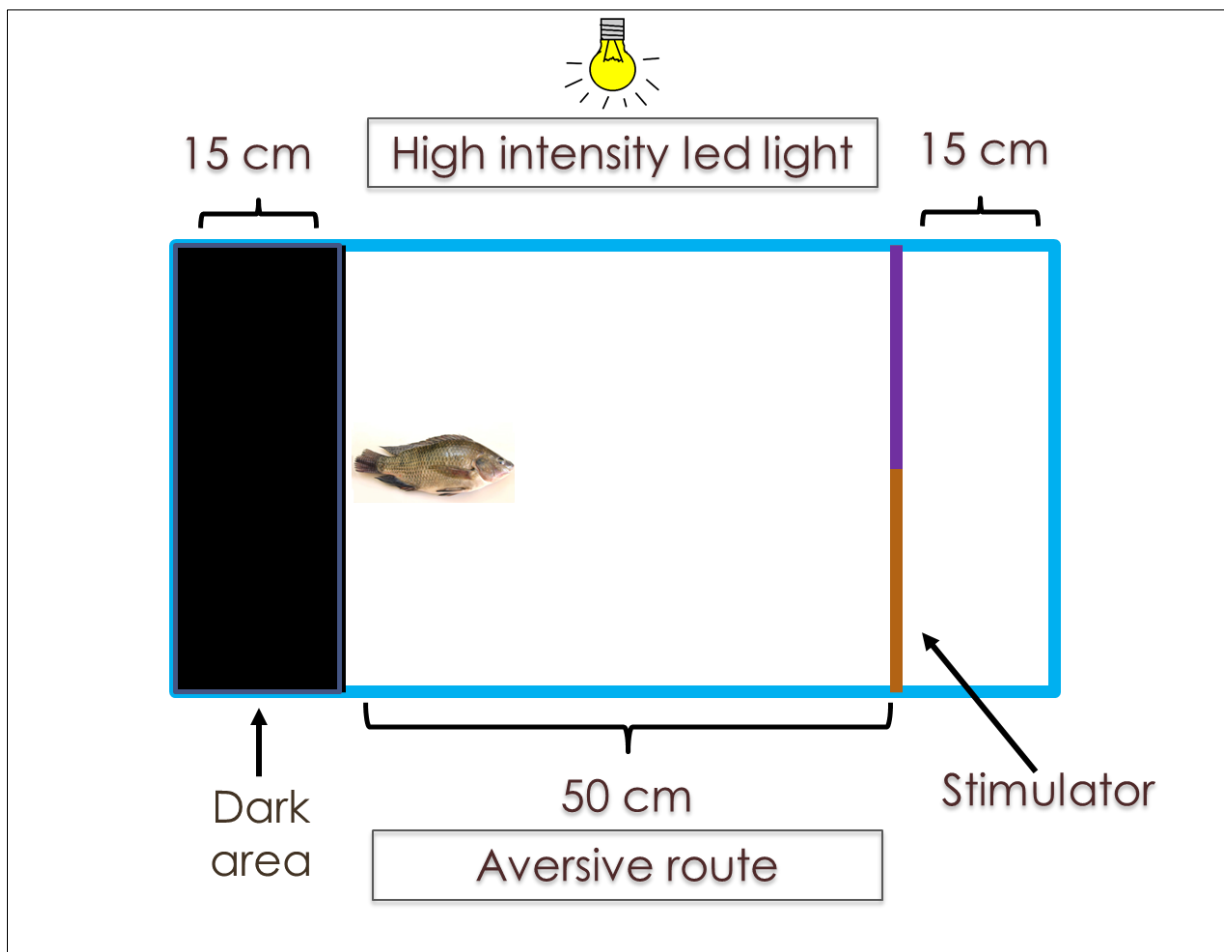 15 cm
High intensity led light
15 cm
Dark
area
50 cm
Stimulator
Aversive route